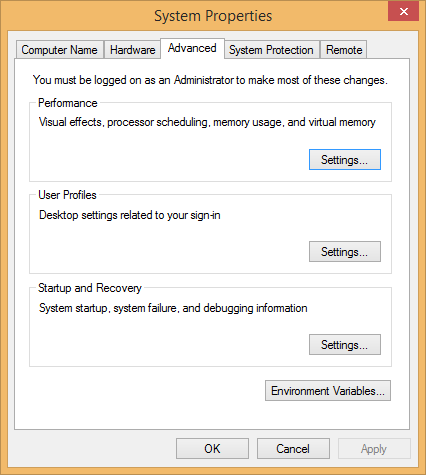 System Properties
Computer Name Hardware Advanced System Protection Remote
You must be logged on as an Administrator to make most of these changes.
Performance
Visual effects, processor scheduling, memory usage, and virtual memory
Settings...
User Profiles
Desktop settings related to your sign-in
Settings...
Startup and Recovery
System startup, system failure, and debugging information
Settings...
Environment Variables...
OK Cancel Apply